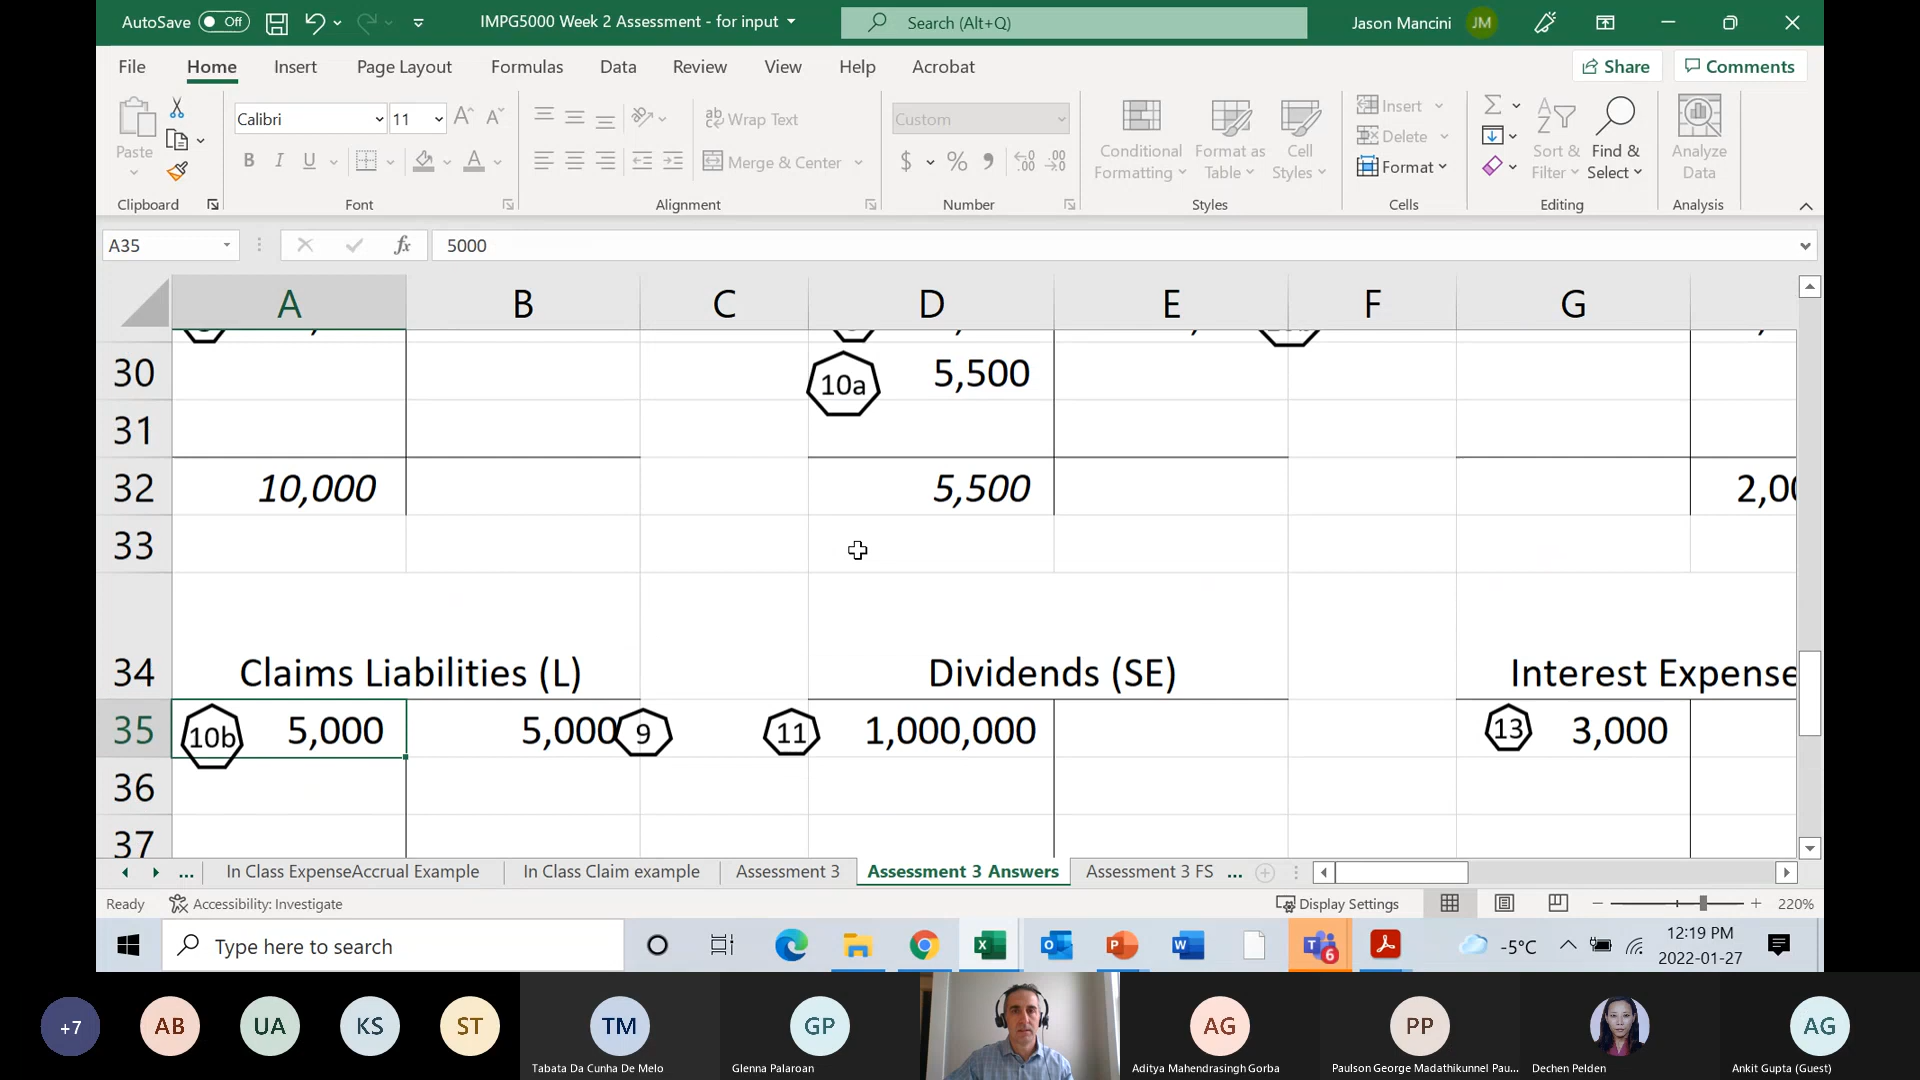 AutoSave Off IMPG5000 Week 2 Assessment - for input Search (Alt+Q) Jason Mancini JM
File Home Insert Page Layout Formulas Data Review View Help Acrobat Share Comments
Calibri 11 Wrap Text Custom Insert
Paste B I U Merge & Center $ % Conditional Formatting Format as Table Cell Styles Delete Format Sort & Filter Find & Select Analyze Data
Clipboard Font Alignment Number Styles Cells Editing Analysis
A35 fx 5000
A B C D E F G
30 10a 5,500
31
32 10,000 5,500
33
34 Claims Liabilities (L) Dividends (SE) Interest Expense
35 10b 5,000 5,000 9 11 1,000,000 13 3,000
36
37
... In Class ExpenseAccrual Example In Class Claim example Assessment 3 Assessment 3 Answers Assessment 3 FS ...
Ready Accessibility: Investigate Display Settings 220%
Type here to search 6 -5°C 12:19 PM
2022-01-27
+7 AB UA KS ST TM GP AG PP AG
Tabata Da Cunha De Melo Glenna Palaroan Aditya Mahendrasingh Gorba Paulson George Madathikunnel Pau... Dechen Pelden Ankit Gupta (Guest)